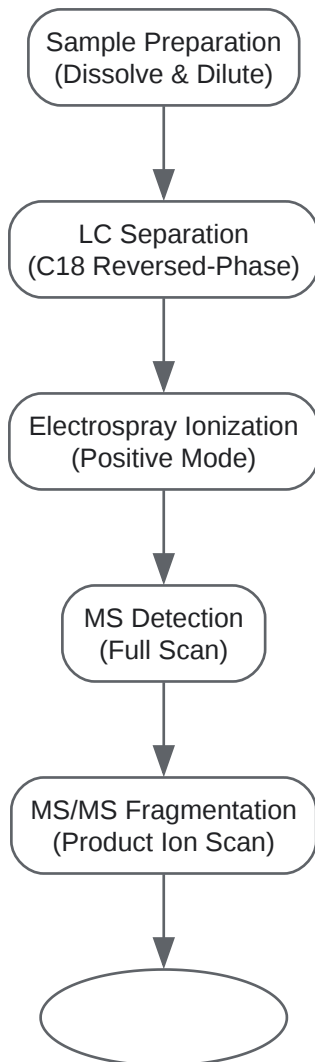 Sample Preparation
(Dissolve & Dilute)
LC Separation
(C18 Reversed-Phase)
Electrospray Ionization
(Positive Mode)
MS Detection
(Full Scan)
MS/MS Fragmentation
(Product Ion Scan)